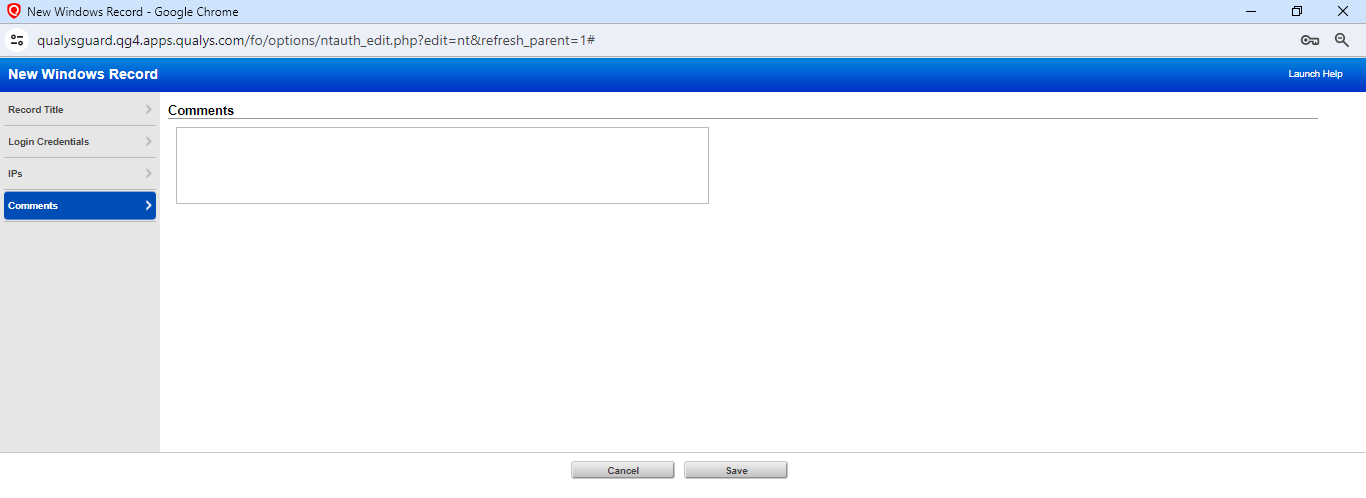 New Windows Record - Google Chrome
qualysguard.qg4.apps.qualys.com/fo/options/ntauth_edit.php?edit=nt&refresh_parent=1#
New Windows Record
Launch Help
Record Title
Login Credentials
IPs
Comments
Comments
Cancel
Save